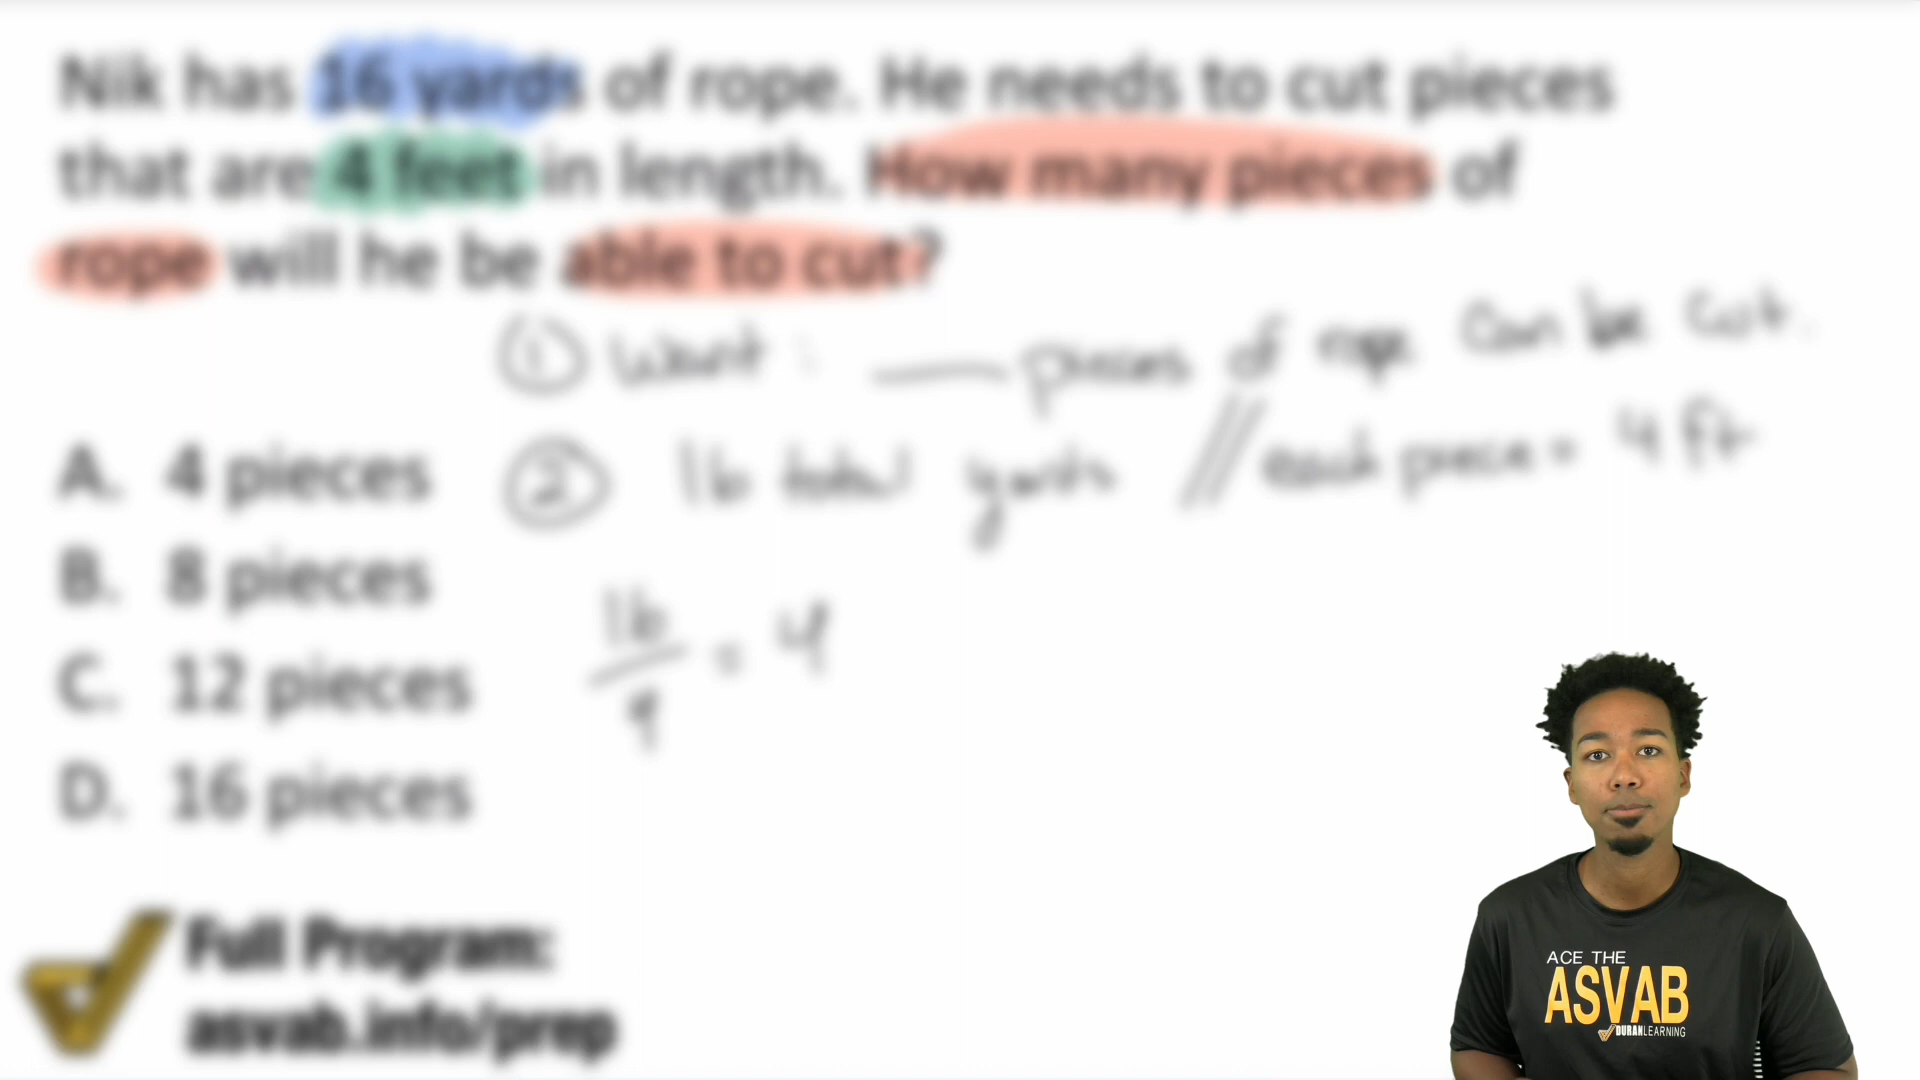 Nik has 16 yards of rope. He needs to cut pieces
that are 4 feet in length. How many pieces of
rope will he be able to cut?
① Want: ___ pieces of rope can be cut.
A. 4 pieces
② 16 total yards // each piece = 4 ft
B. 8 pieces
16/4 = 4
C. 12 pieces
D. 16 pieces
Full Program:
asvab.info/prep
ACE THE
ASVAB
DURANLEARNING